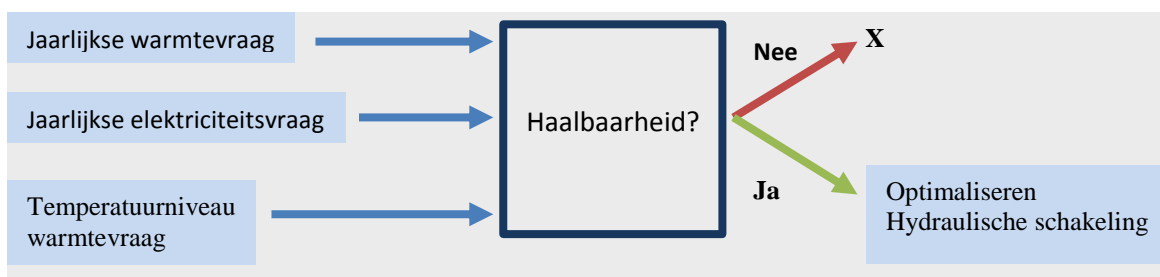 Jaarlijkse warmtevraag
Jaarlijkse elektriciteitsvraag
Temperatuurniveau
warmtevraag
Haalbaarheid?
Nee
X
Ja
Optimaliseren
Hydraulische schakeling